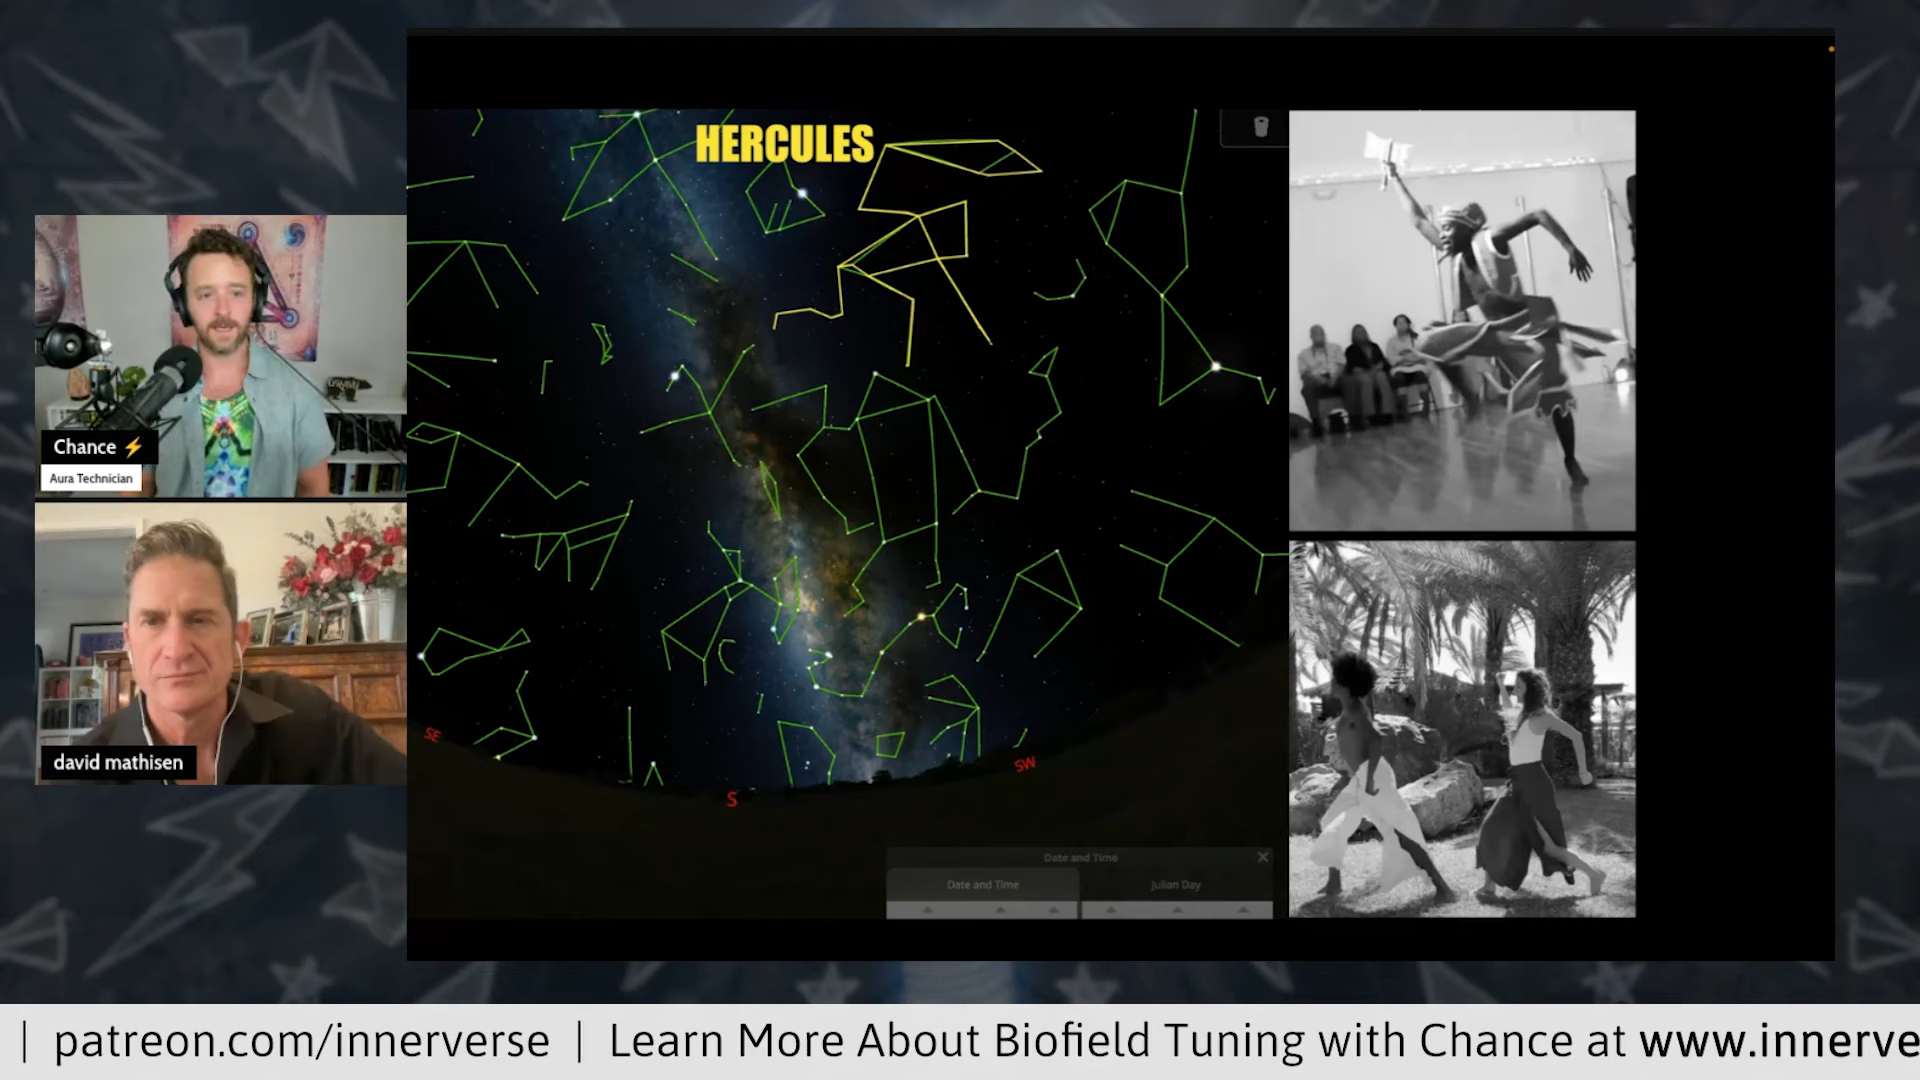 HERCULES
Chance ⚡
Aura Technician
david mathisen
SE
S
SW
Date and Time
Date and Time
Julian Day
| patreon.com/innerverse | Learn More About Biofield Tuning with Chance at www.innerve